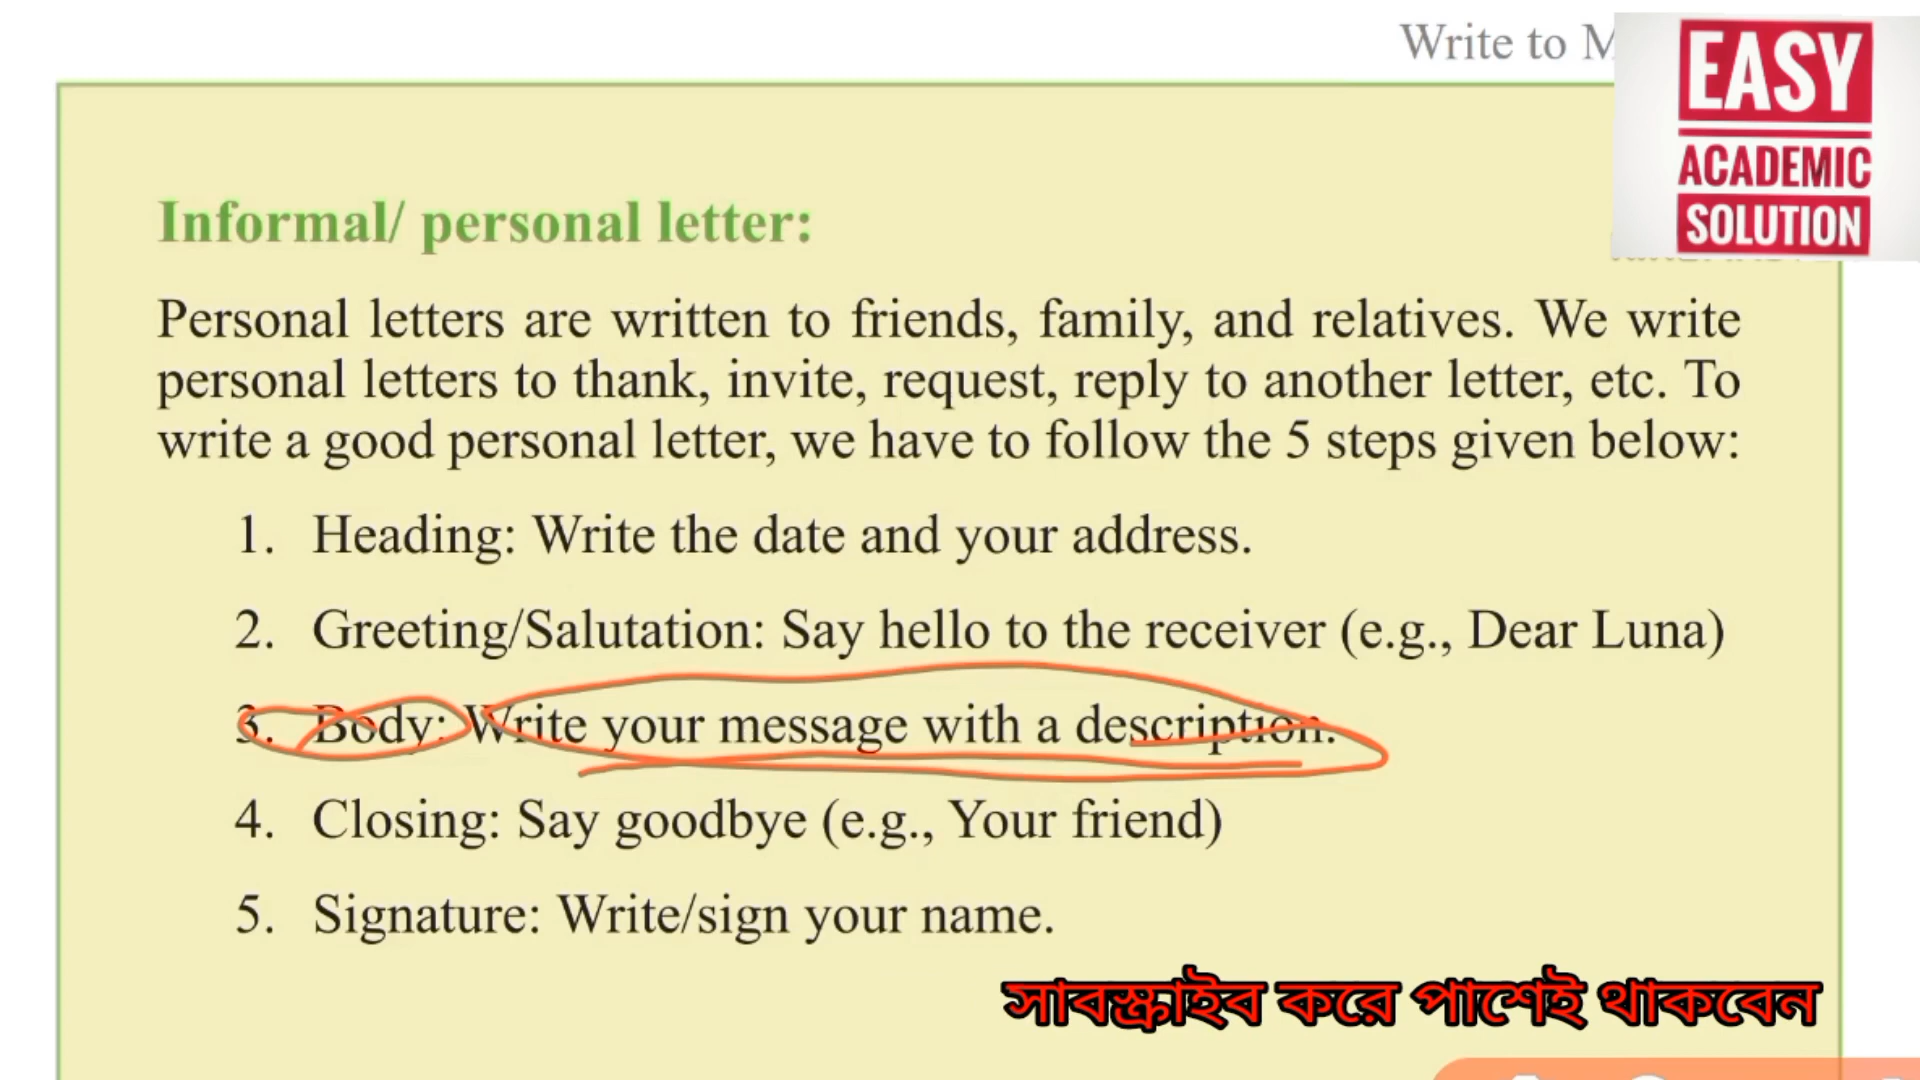 Write to M
EASY
ACADEMIC
SOLUTION
Informal/ personal letter:
Personal letters are written to friends, family, and relatives. We write
personal letters to thank, invite, request, reply to another letter, etc. To
write a good personal letter, we have to follow the 5 steps given below:
1. Heading: Write the date and your address.
2. Greeting/Salutation: Say hello to the receiver (e.g., Dear Luna)
3. Body: Write your message with a description.
4. Closing: Say goodbye (e.g., Your friend)
5. Signature: Write/sign your name.
সাবস্ক্রাইব করে পাশেই থাকবেন